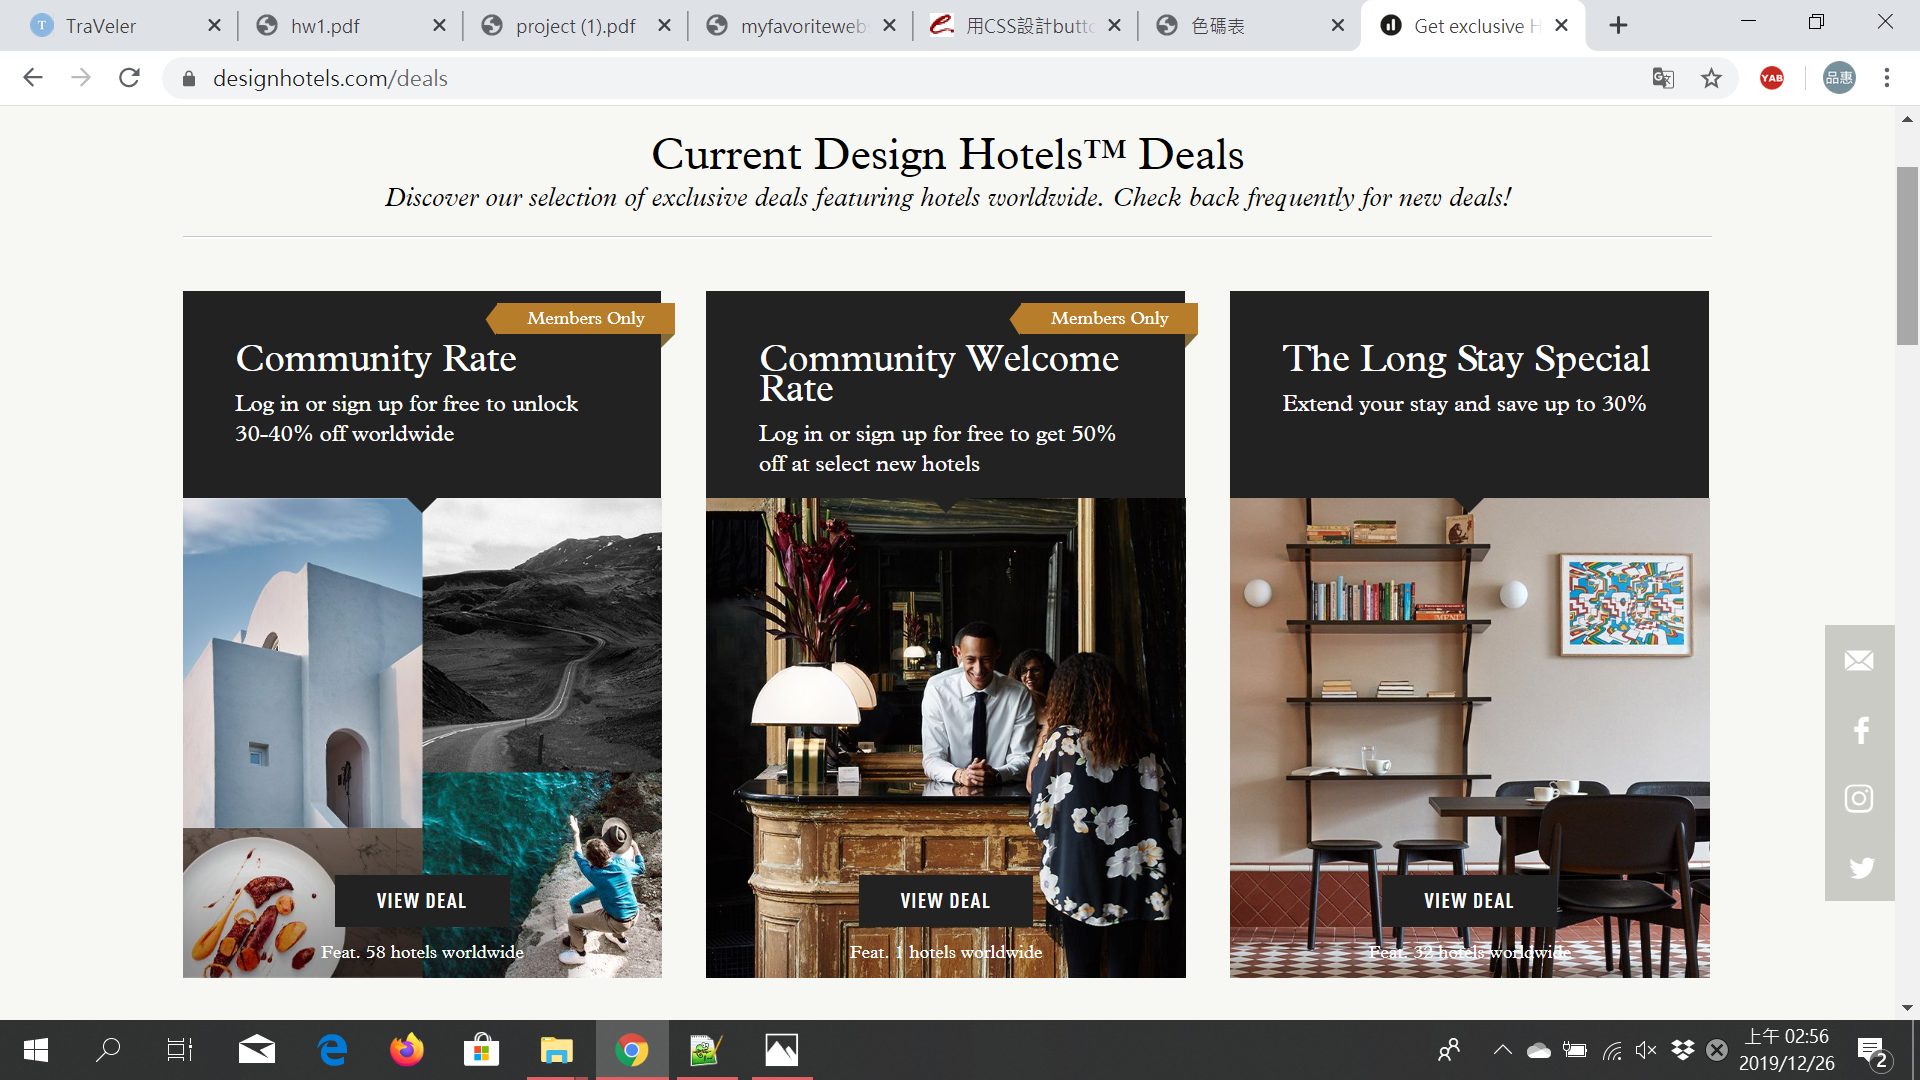 TraVeler
hw1.pdf
project (1).pdf
myfavoriteweb
用CSS設計butto
色碼表
Get exclusive H
designhotels.com/deals
YAB
品惠
Current Design Hotels™ Deals
Discover our selection of exclusive deals featuring hotels worldwide. Check back frequently for new deals!
Members Only
Community Rate
Log in or sign up for free to unlock
30-40% off worldwide
VIEW DEAL
Feat. 58 hotels worldwide
Members Only
Community Welcome
Rate
Log in or sign up for free to get 50%
off at select new hotels
VIEW DEAL
Feat. 1 hotels worldwide
The Long Stay Special
Extend your stay and save up to 30%
VIEW DEAL
Feat. 32 hotels worldwide
上午 02:56
2019/12/26
2